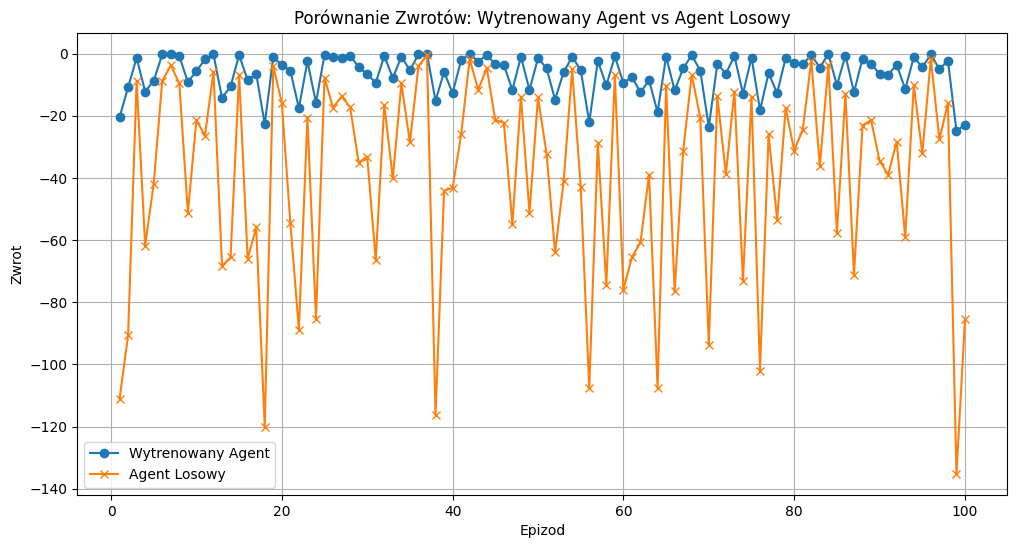 Porównanie Zwrotów: Wytrenowany Agent vs Agent Losowy
0
−20
−40
−60
−80
−100
−120
−140
Zwrot
Wytrenowany Agent
Agent Losowy
0 20 40 60 80 100
Epizod